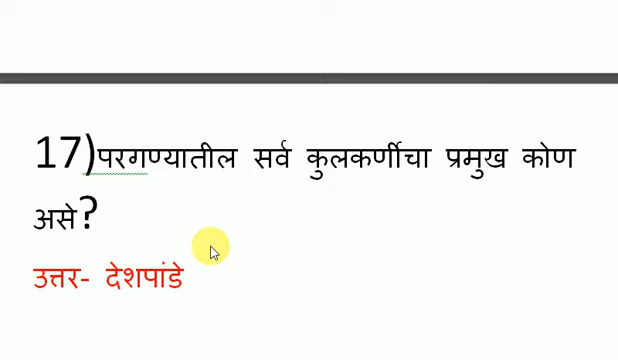 17)परगण्यातील सर्व कुलकर्णीचा प्रमुख कोण
असे?
उत्तर- देशपांडे